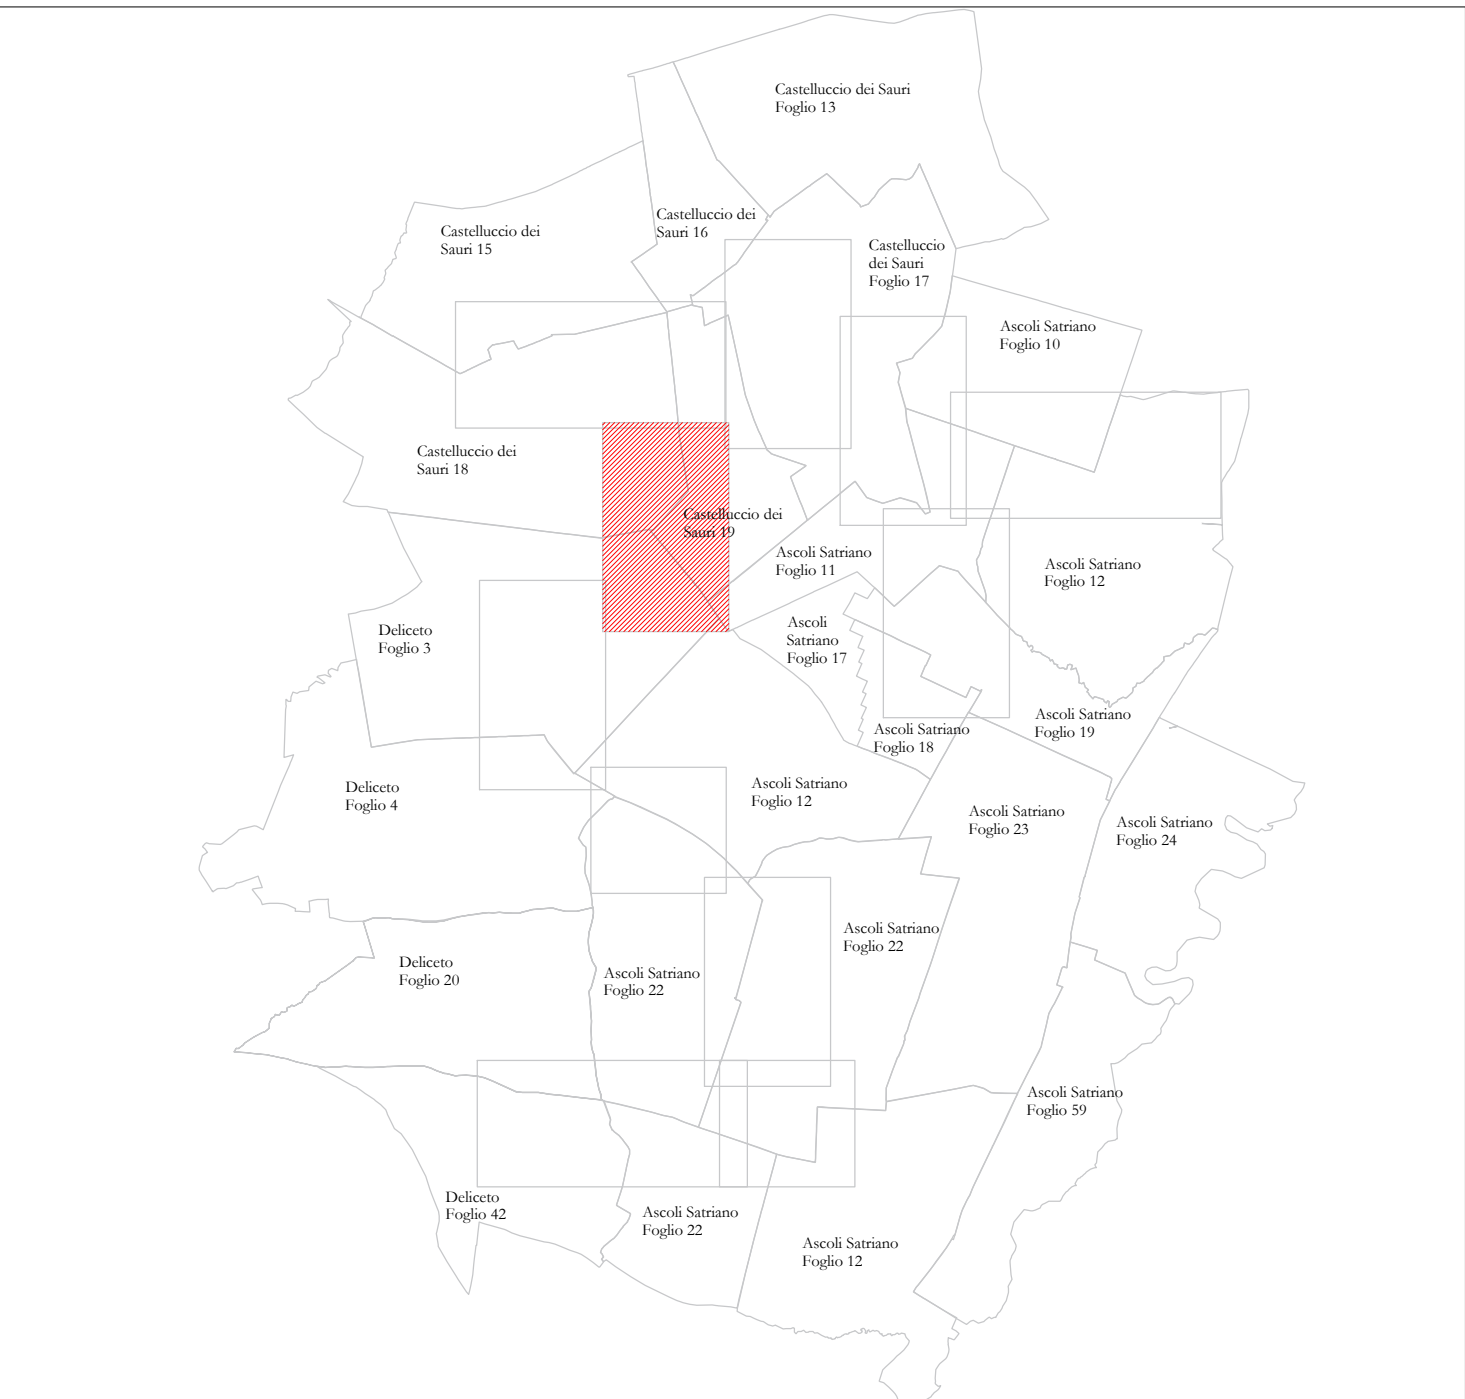 Castelluccio dei Sauri
Foglio 13
Castelluccio dei
Sauri 16
Castelluccio dei
Sauri 15
Castelluccio
dei Sauri
Foglio 17
Ascoli Satriano
Foglio 10
Castelluccio dei
Sauri 18
Castelluccio dei
Sauri 19
Ascoli Satriano
Foglio 11
Ascoli Satriano
Foglio 12
Deliceto
Foglio 3
Ascoli
Satriano
Foglio 17
Ascoli Satriano
Foglio 18
Ascoli Satriano
Foglio 19
Deliceto
Foglio 4
Ascoli Satriano
Foglio 12
Ascoli Satriano
Foglio 23
Ascoli Satriano
Foglio 24
Ascoli Satriano
Foglio 22
Deliceto
Foglio 20
Ascoli Satriano
Foglio 22
Ascoli Satriano
Foglio 59
Deliceto
Foglio 42
Ascoli Satriano
Foglio 22
Ascoli Satriano
Foglio 12